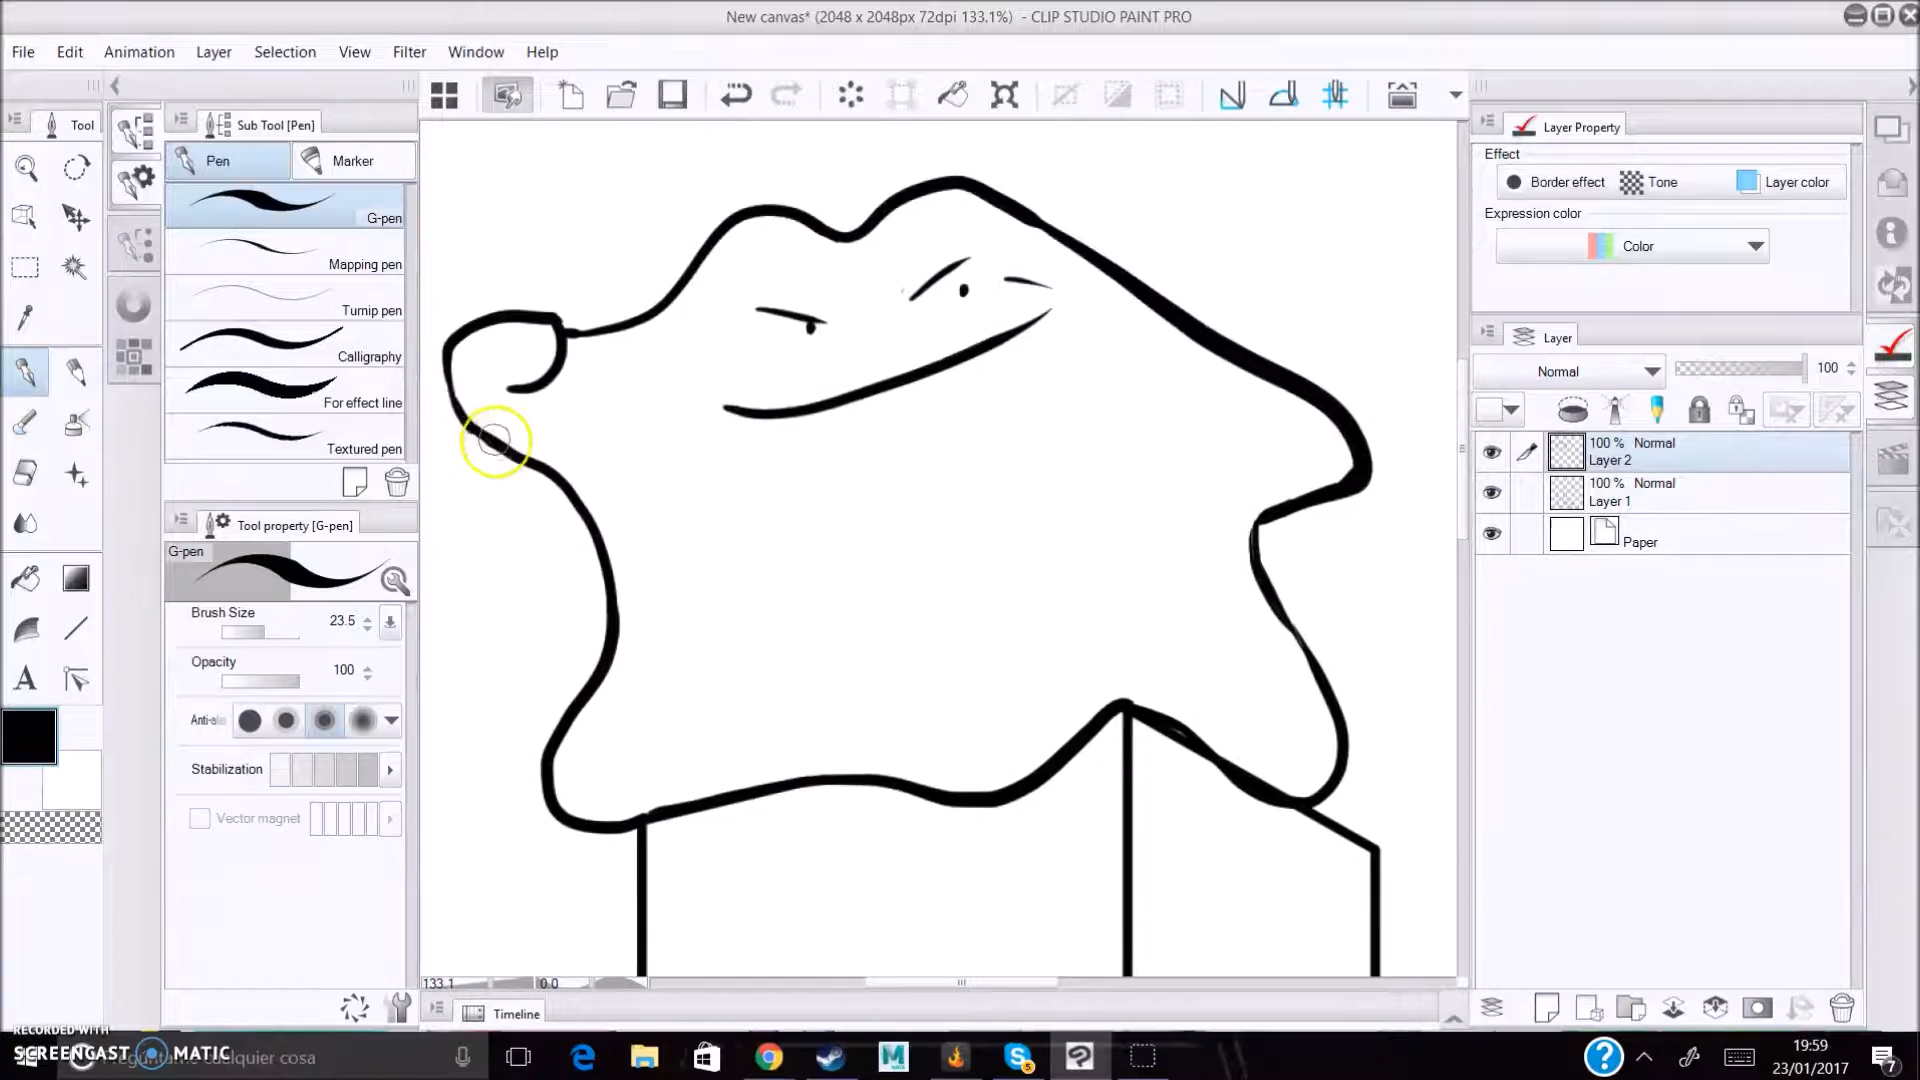 New canvas* (2048 x 2048px 72dpi 133.1%) - CLIP STUDIO PAINT PRO
File Edit Animation Layer Selection View Filter Window Help
Tool
Sub Tool [Pen]
Pen
Marker
G-pen
Mapping pen
Turnip pen
Calligraphy
For effect line
Textured pen
Tool property [G-pen]
G-pen
Brush Size
23.5
Opacity
100
Stabilization
Vector magnet
133.1
0.0
Timeline
Layer Property
Effect
Border effect
Tone
Layer color
Expression color
Color
Layer
Normal
100
100 % Normal
Layer 2
100 % Normal
Layer 1
Paper
RECORDED WITH
SCREENCAST MATIC
cualquier cosa
19:59
23/01/2017